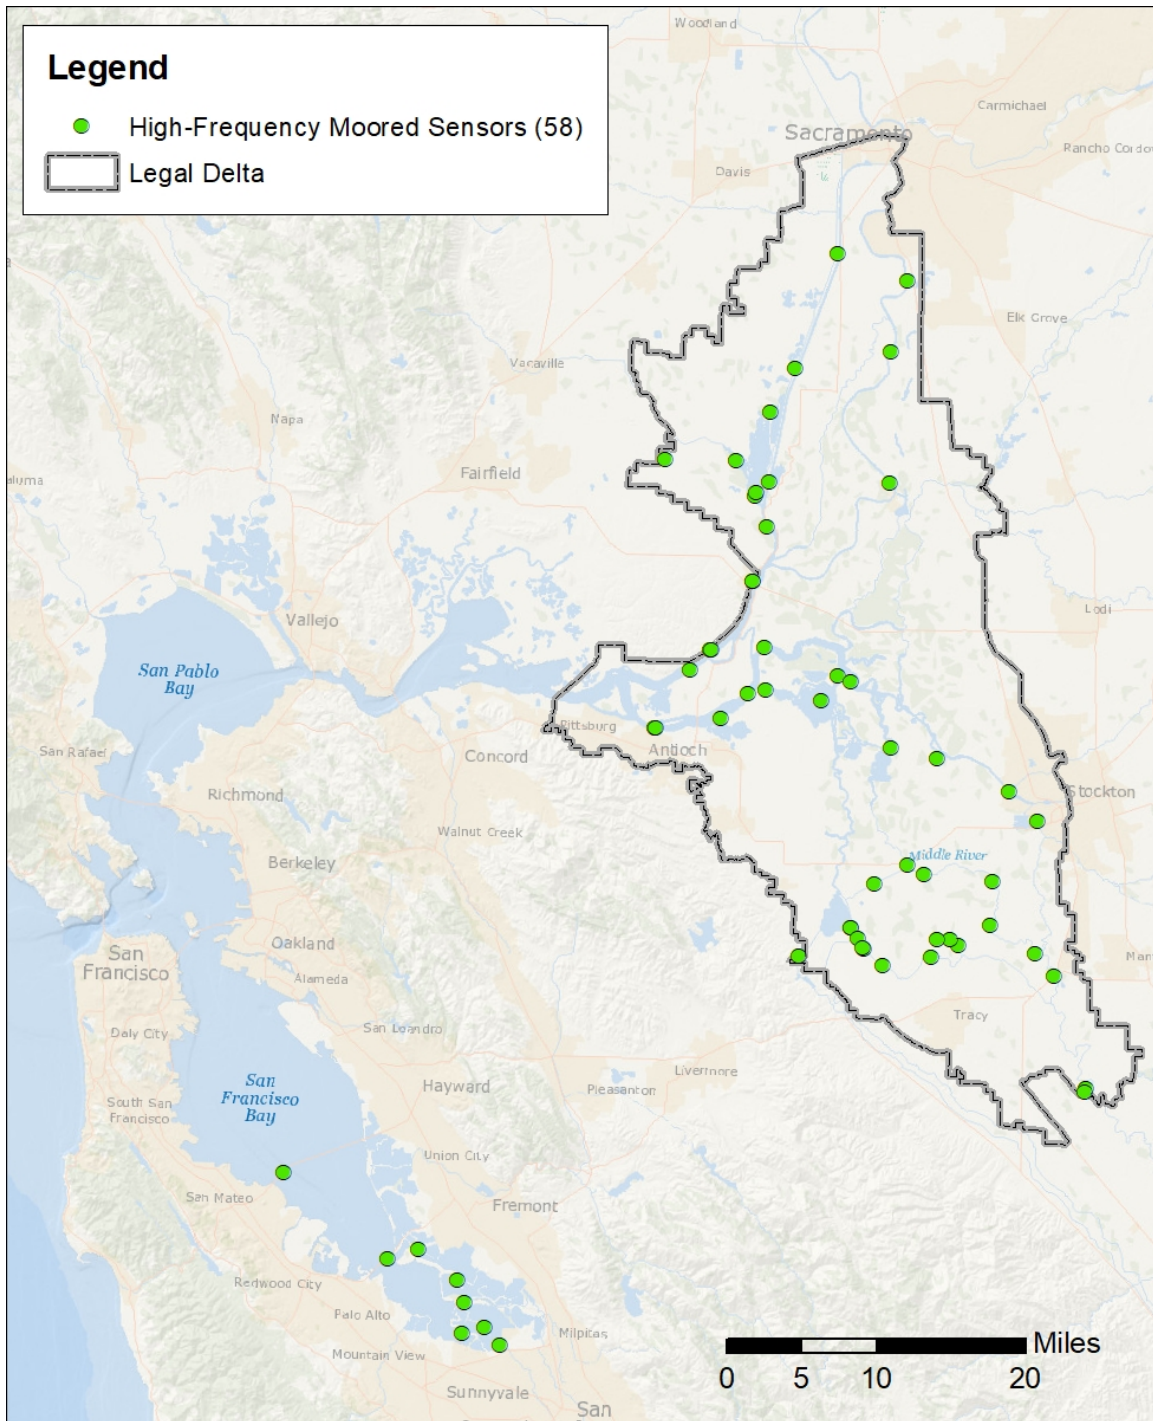 Legend
High-Frequency Moored Sensors (58)
Legal Delta
Woodland
Carmichael
Sacramento
Rancho Cordov
Davis
Elk Grove
Vacaville
Napa
Fairfield
aluma
Lodi
Vallejo
San Pablo
Bay
Pittsburg
San Rafael
Concord
Antioch
Richmond
Stockton
Walnut Creek
Berkeley
Middle River
Oakland
San
Francisco
Alameda
Man
Tracy
Daly City
San Leandro
Livermore
San
Francisco
Bay
Hayward
Pleasanton
South San
Francisco
Union City
San Mateo
Fremont
Redwood City
Palo Alto
Milpitas
Mountain View
Miles
0 5 10 20
Sunnyvale
San